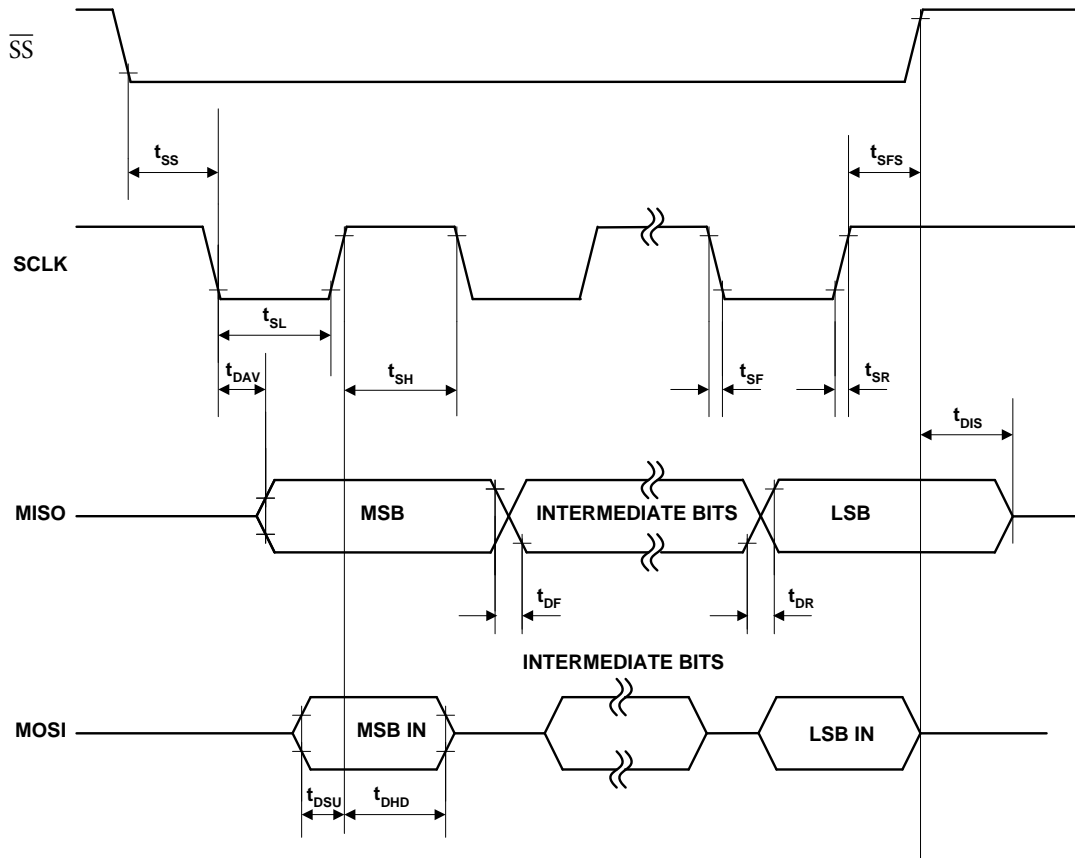 SS
tSS
tSFS
SCLK
tSL
tDAV
tSH
tSF
tSR
tDIS
MISO
MSB
INTERMEDIATE BITS
LSB
tDF
tDR
INTERMEDIATE BITS
MOSI
MSB IN
LSB IN
tDSU
tDHD